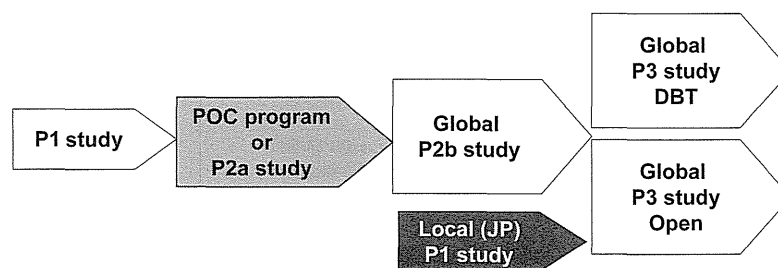 P1 study
POC program
or
P2a study
Global
P2b study
Local (JP)
P1 study
Global
P3 study
DBT
Global
P3 study
Open